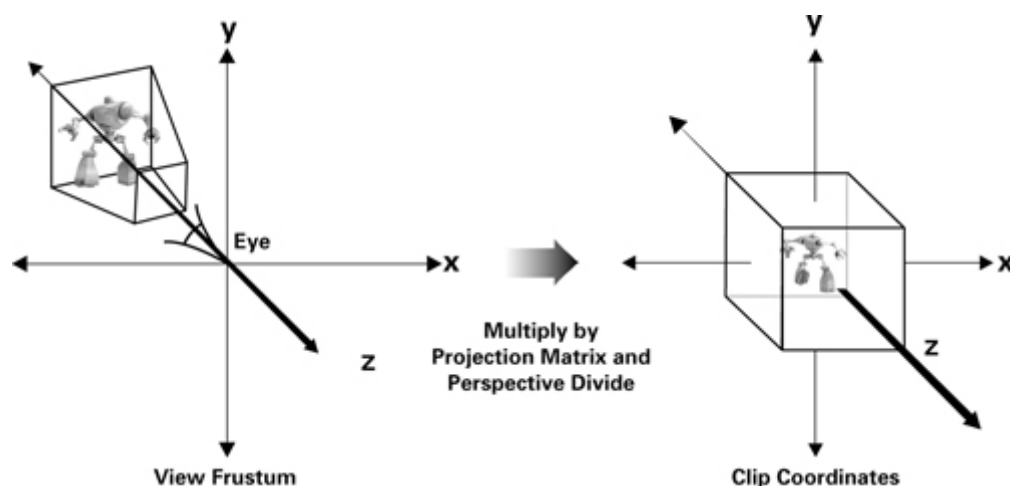 y
Eye
x
z
View Frustum
Multiply by
Projection Matrix and
Perspective Divide
y
x
z
Clip Coordinates